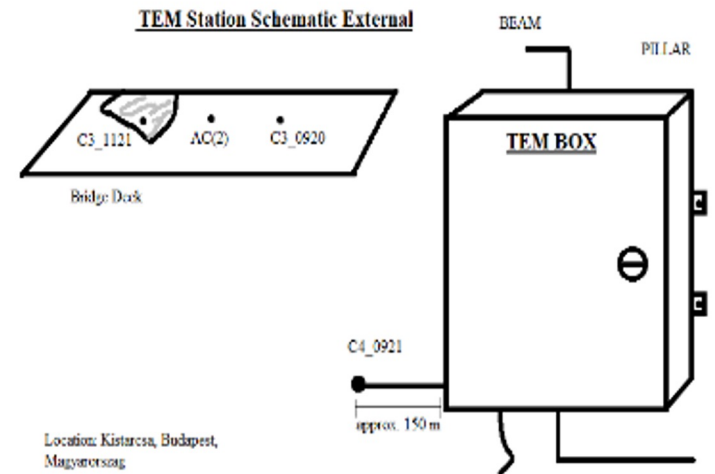 TEM Station Schematic External
BEAM
PILLAR
TEM BOX
C3_1121
AC(2)
C3_0920
Bridge Deck
C4_0921
approx. 150 m
Location: Kistarcsa, Budapest,
Magyarorszag